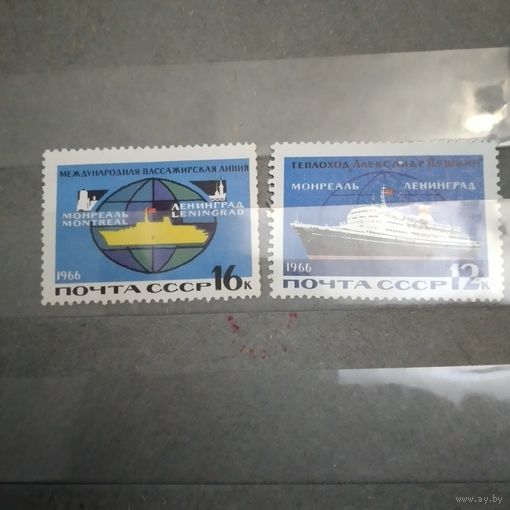 МЕЖДУНАРОДНАЯ ПАССАЖИРСКАЯ ЛИНИЯ
МОНРЕАЛЬ
MONTREAL
ЛЕНИНГРАД
LENINGRAD
1966
16к
ПОЧТА СССР
ТЕПЛОХОД АЛЕКСАНДР ПУШКИН
МОНРЕАЛЬ ЛЕНИНГРАД
1966
ПОЧТА СССР 12к
www.ay.by